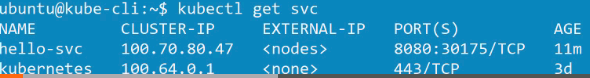 ubuntu@kube-cli:~$ kubectl get svc
NAME CLUSTER-IP EXTERNAL-IP PORT(S) AGE
hello-svc 100.70.80.47 <nodes> 8080:30175/TCP 11m
kubernetes 100.64.0.1 <none> 443/TCP 3d